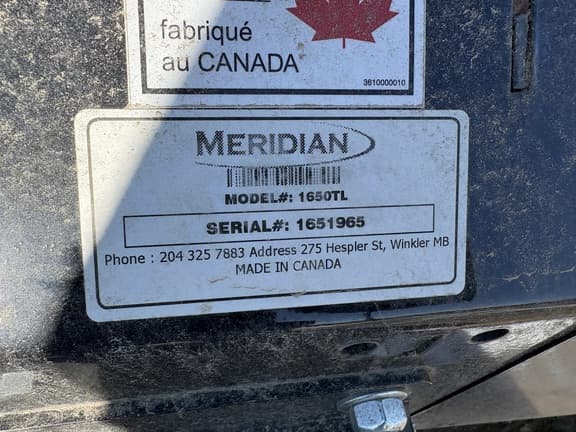 fabriqué
au CANADA
3610000010
MERIDIAN
MODEL#: 1650TL
SERIAL#: 1651965
Phone : 204 325 7883 Address 275 Hespler St, Winkler MB
MADE IN CANADA